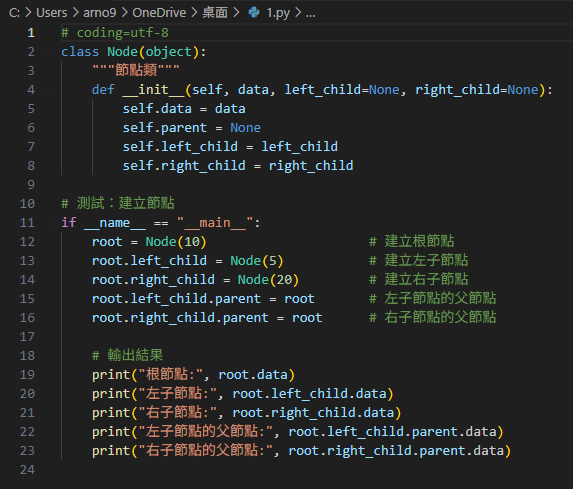 C: > Users > arno9 > OneDrive > 桌面 > 1.py > ...
1 # coding=utf-8
2 class Node(object):
3     """節點類"""
4     def __init__(self, data, left_child=None, right_child=None):
5         self.data = data
6         self.parent = None
7         self.left_child = left_child
8         self.right_child = right_child
9
10 # 測試：建立節點
11 if __name__ == "__main__":
12     root = Node(10)                     # 建立根節點
13     root.left_child = Node(5)           # 建立左子節點
14     root.right_child = Node(20)         # 建立右子節點
15     root.left_child.parent = root       # 左子節點的父節點
16     root.right_child.parent = root      # 右子節點的父節點
17
18     # 輸出結果
19     print("根節點:", root.data)
20     print("左子節點:", root.left_child.data)
21     print("右子節點:", root.right_child.data)
22     print("左子節點的父節點:", root.left_child.parent.data)
23     print("右子節點的父節點:", root.right_child.parent.data)
24